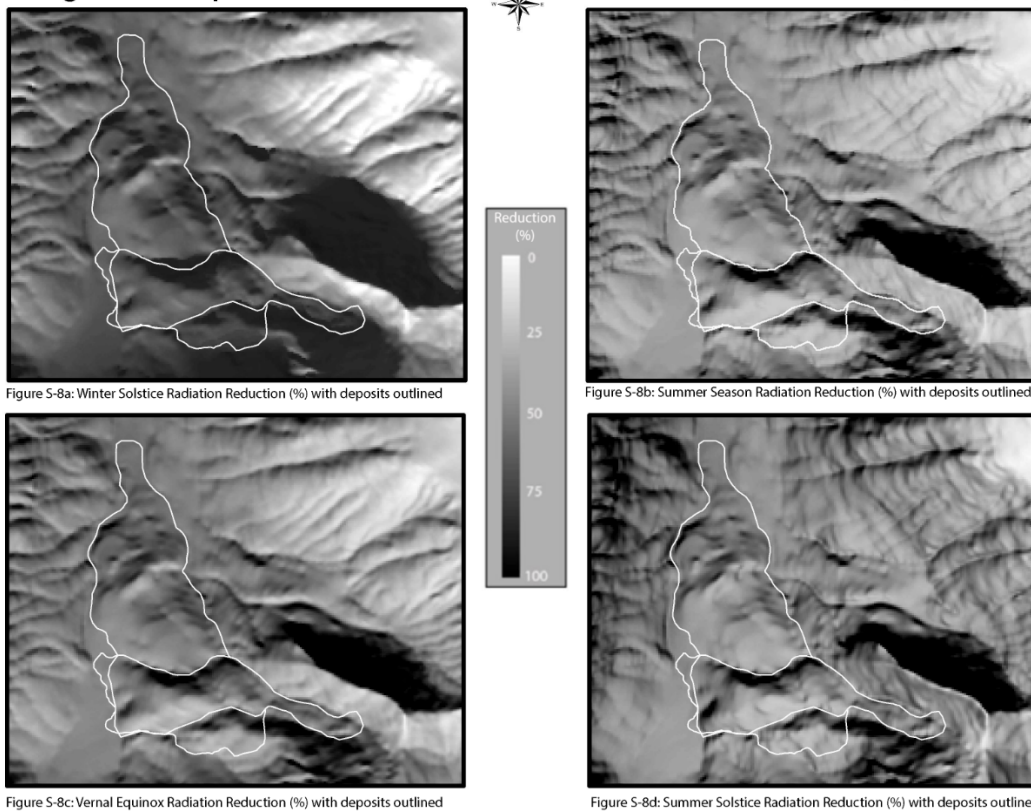 W E
S
Figure S-8a: Winter Solstice Radiation Reduction (%) with deposits outlined
Figure S-8b: Summer Season Radiation Reduction (%) with deposits outlined
Reduction
(%)
0
25
50
75
100
Figure S-8c: Vernal Equinox Radiation Reduction (%) with deposits outlined
Figure S-8d: Summer Solstice Radiation Reduction (%) with deposits outlined